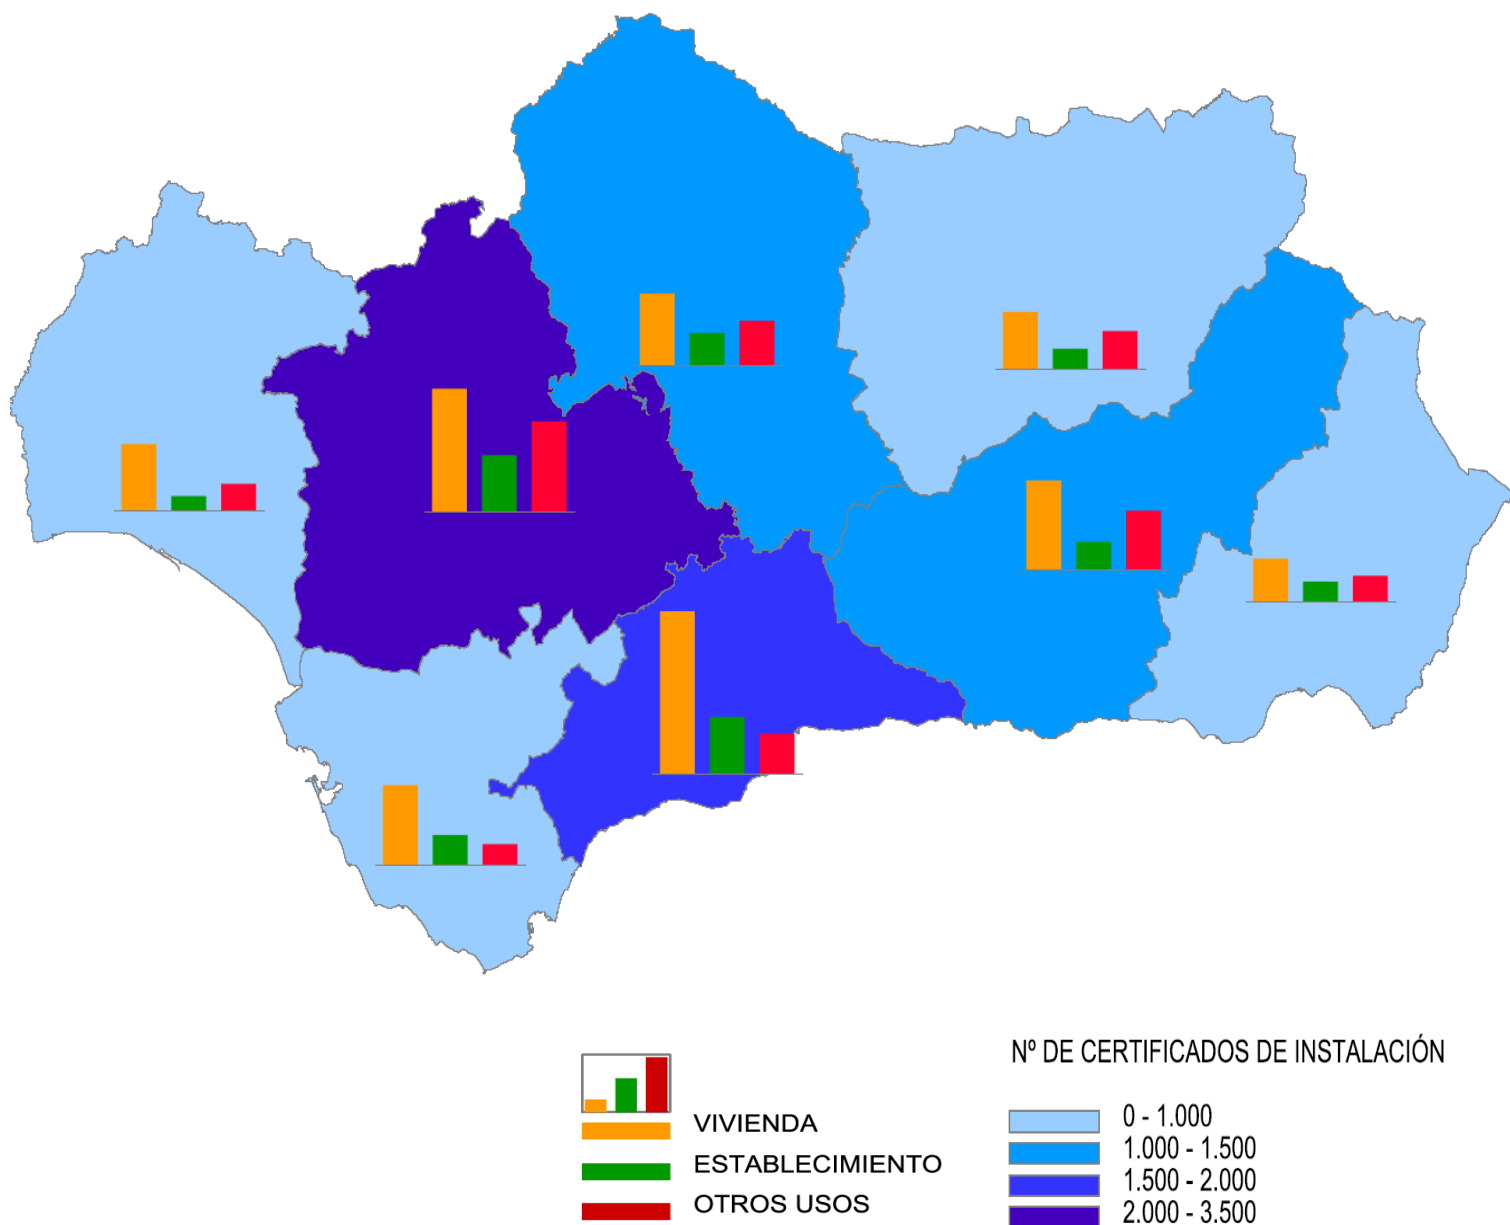 Nº DE CERTIFICADOS DE INSTALACIÓN
VIVIENDA
ESTABLECIMIENTO
OTROS USOS
0 - 1.000
1.000 - 1.500
1.500 - 2.000
2.000 - 3.500